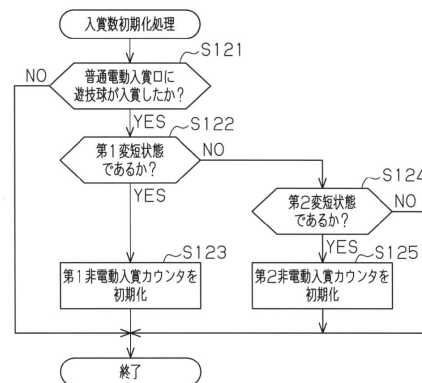 入賞数初期化処理
S121
普通電動入賞口に
遊技球が入賞したか?
NO
YES
S122
第1変短状態
であるか?
NO
YES
S124
第2変短状態
であるか?
NO
YES
S123
第1非電動入賞カウンタを
初期化
S125
第2非電動入賞カウンタを
初期化
終了